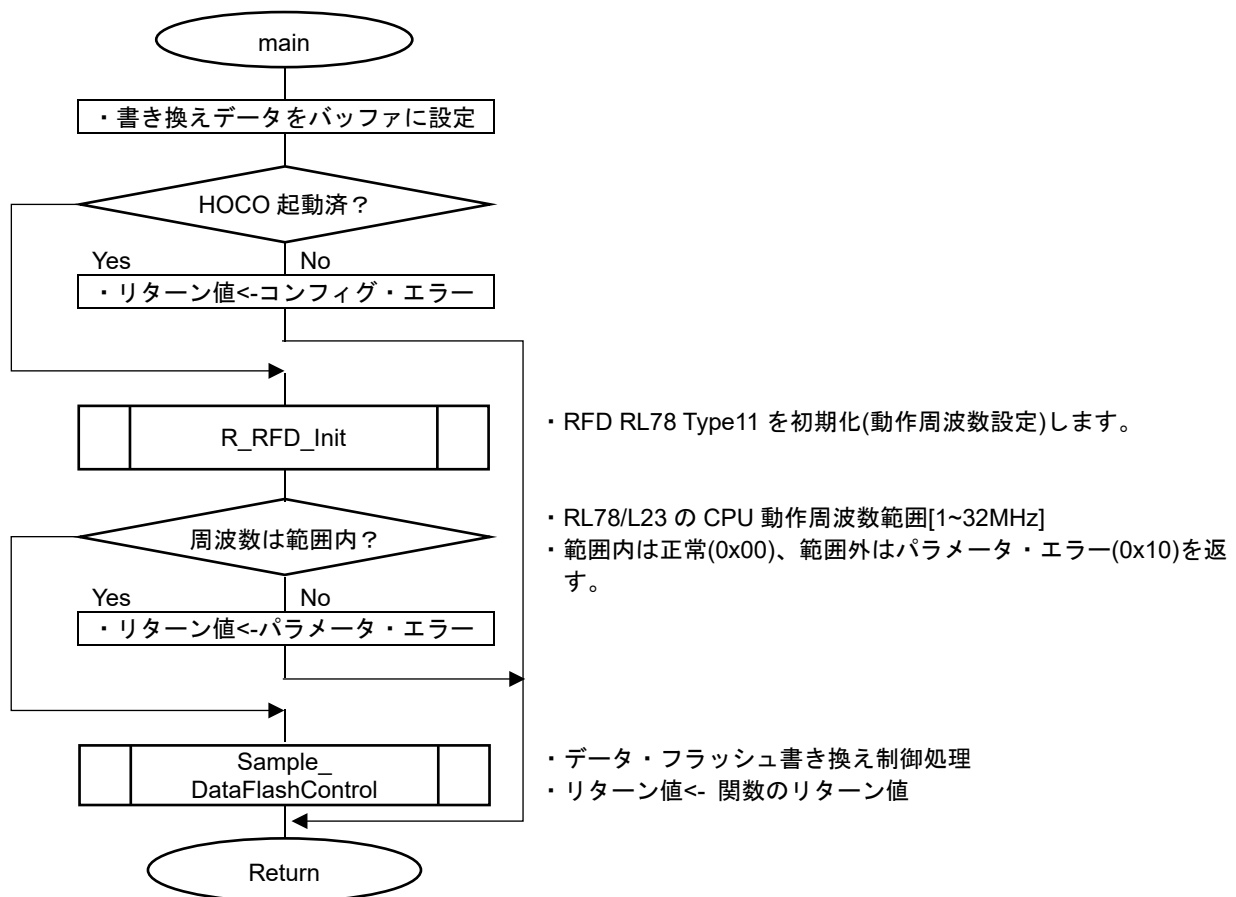 main
・書き換えデータをバッファに設定
HOCO 起動済？
Yes
No
・リターン値<-コンフィグ・エラー
R_RFD_Init
・RFD RL78 Type11 を初期化(動作周波数設定)します。
周波数は範囲内？
・RL78/L23 の CPU 動作周波数範囲[1~32MHz]
・範囲内は正常(0x00)、範囲外はパラメータ・エラー(0x10)を返
す。
Yes
No
・リターン値<-パラメータ・エラー
Sample_
DataFlashControl
・データ・フラッシュ書き換え制御処理
・リターン値<- 関数のリターン値
Return